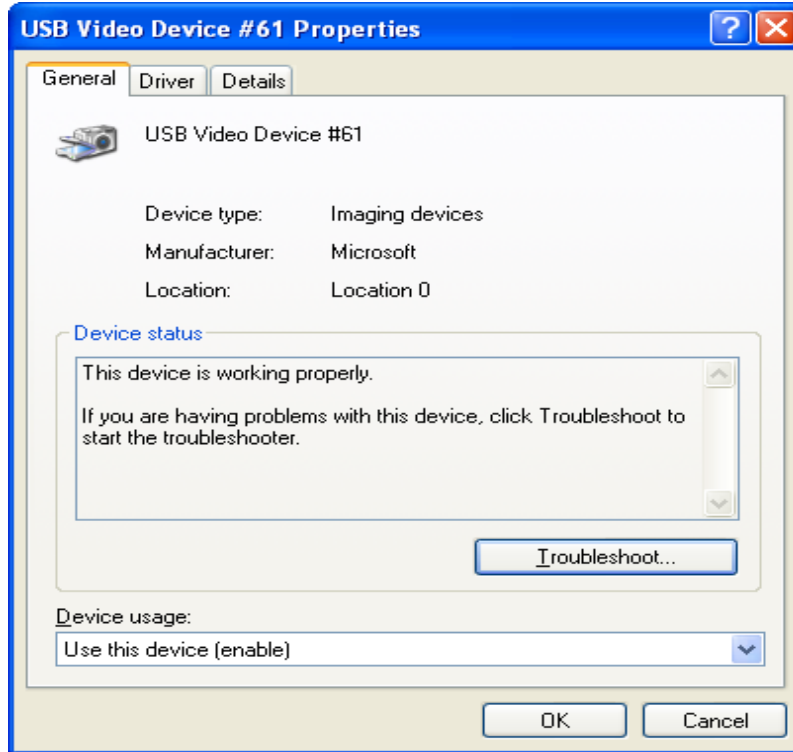 USB Video Device #61 Properties
General Driver Details
USB Video Device #61
Device type: Imaging devices
Manufacturer: Microsoft
Location: Location 0
Device status
This device is working properly.
If you are having problems with this device, click Troubleshoot to
start the troubleshooter.
Troubleshoot...
Device usage:
Use this device (enable)
OK Cancel